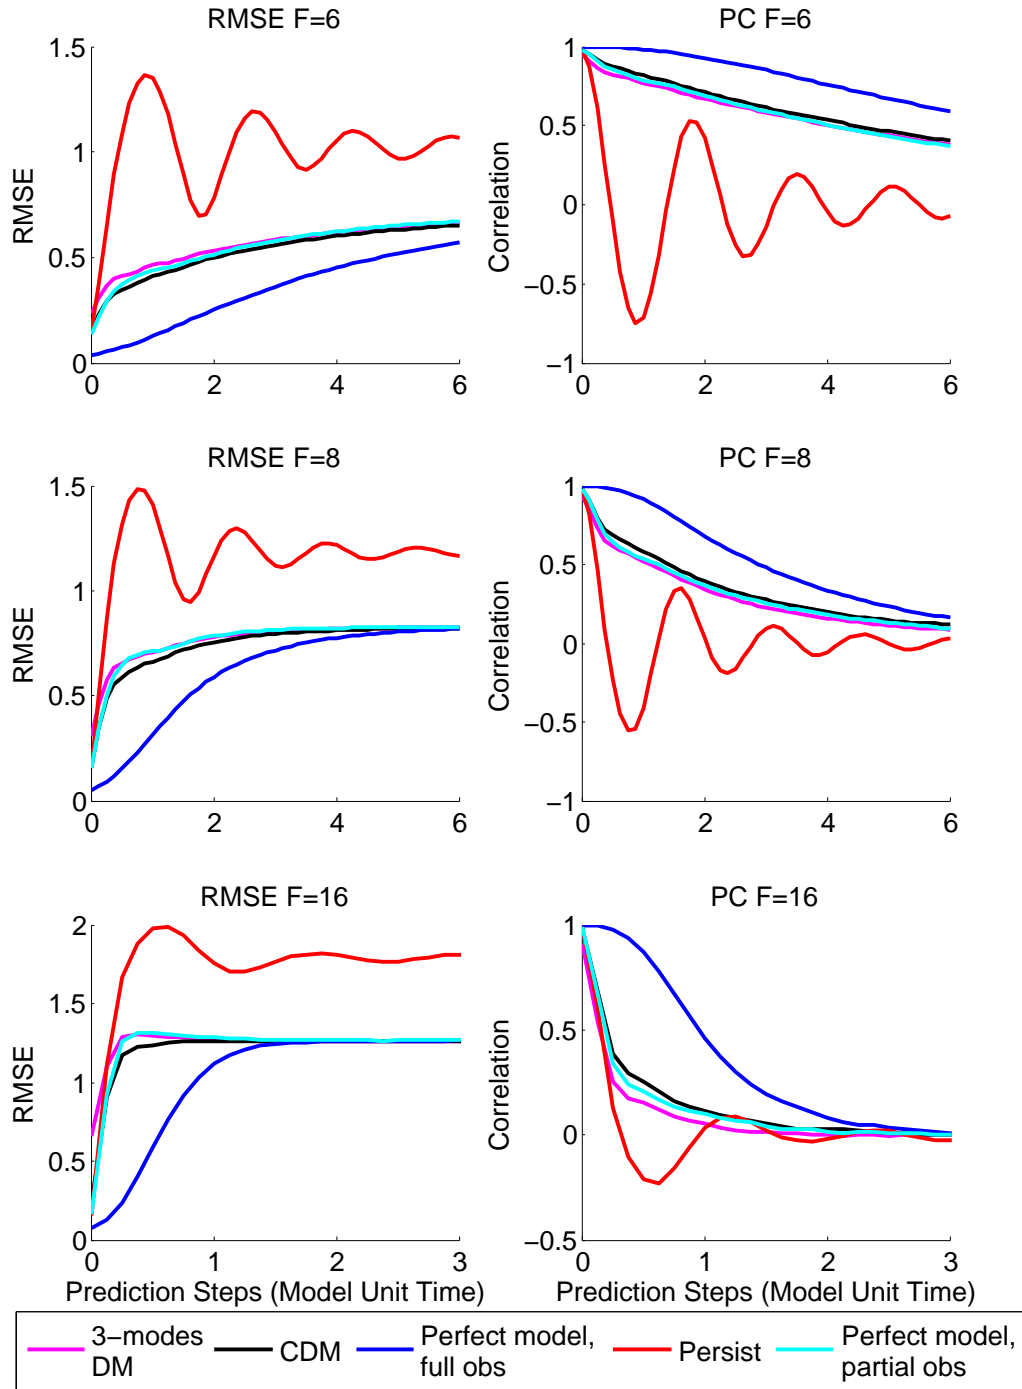 RMSE F=6
PC F=6
1.5
1
0.5
0
RMSE
0 2 4 6
1
0.5
0
−0.5
−1
Correlation
0 2 4 6
RMSE F=8
PC F=8
1.5
1
0.5
0
RMSE
0 2 4 6
1
0.5
0
−0.5
−1
Correlation
0 2 4 6
RMSE F=16
PC F=16
2
1.5
1
0.5
0
RMSE
0 1 2 3
Prediction Steps (Model Unit Time)
1
0.5
0
−0.5
Correlation
0 1 2 3
Prediction Steps (Model Unit Time)
3−modes
DM
CDM
Perfect model,
full obs
Persist
Perfect model,
partial obs